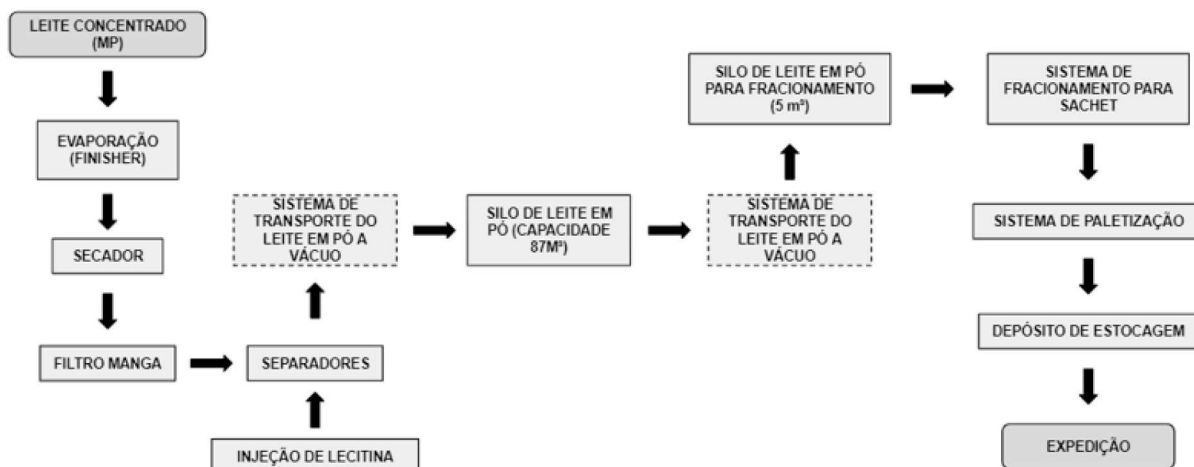 LEITE CONCENTRADO
(MP)
EVAPORAÇÃO
(FINISHER)
SECADOR
FILTRO MANGA
SEPARADORES
INJEÇÃO DE LECITINA
SISTEMA DE
TRANSPORTE DO
LEITE EM PÓ A
VÁCUO
SILO DE LEITE EM
PÓ (CAPACIDADE
87M³)
SISTEMA DE
TRANSPORTE DO
LEITE EM PÓ A
VÁCUO
SILO DE LEITE EM PÓ
PARA FRACIONAMENTO
(5 m³)
SISTEMA DE
FRACIONAMENTO PARA
SACHET
SISTEMA DE PALETIZAÇÃO
DEPÓSITO DE ESTOCAGEM
EXPEDIÇÃO